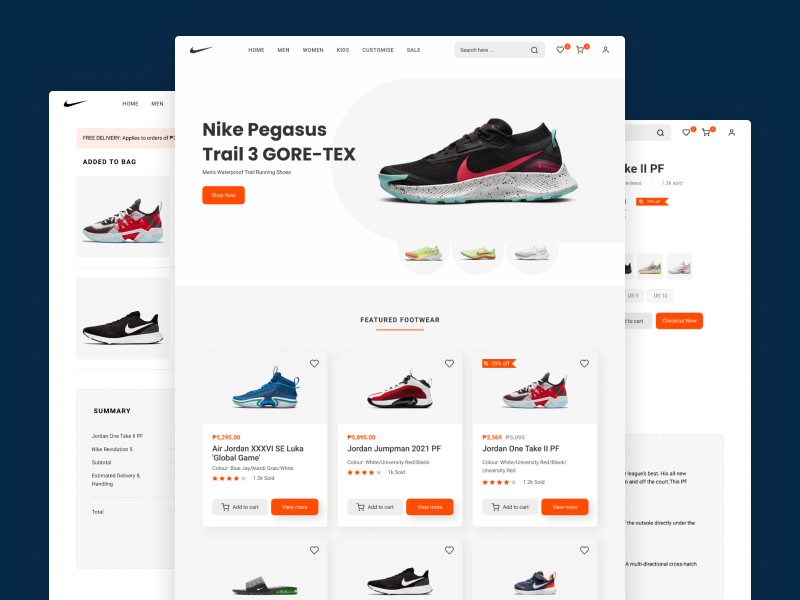 HOME MEN WOMEN KIDS CUSTOMISE SALE
Search here ...
Nike Pegasus
Trail 3 GORE-TEX
Men's Waterproof Trail Running Shoes
Shop Now
FEATURED FOOTWEAR
₱5,295.00
Air Jordan XXXVI SE Luka
'Global Game'
Colour: Blue Jay/Mardi Gras/White
1.2k Sold
Add to cart
View more
₱5,895.00
Jordan Jumpman 2021 PF
Colour: White/University Red/Black
1k Sold
Add to cart
View more
29% off
₱3,569 ₱5,095
Jordan One Take II PF
Colour: White/University Red/Black/
University Red
1.2k Sold
Add to cart
View more
HOME MEN
FREE DELIVERY: Applies to orders of
ADDED TO BAG
SUMMARY
Jordan One Take II PF
Nike Revolution 5
Subtotal
Estimated Delivery &
Handling
Total
ke II PF
eviews
1.2k sold
29% off
US 9
US 10
to cart
Checkout Now
league's best. His all-new
and off the court.This PF
the outsole directly under the
A multi-directional cross-hatch